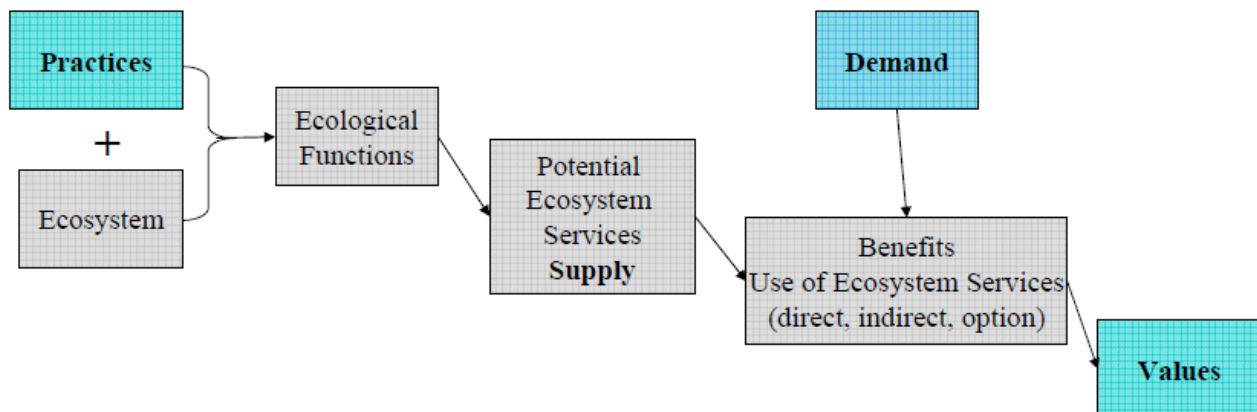 Practices
+
Ecosystem
Ecological
Functions
Potential
Ecosystem
Services
Supply
Demand
Benefits
Use of Ecosystem Services
(direct, indirect, option)
Values